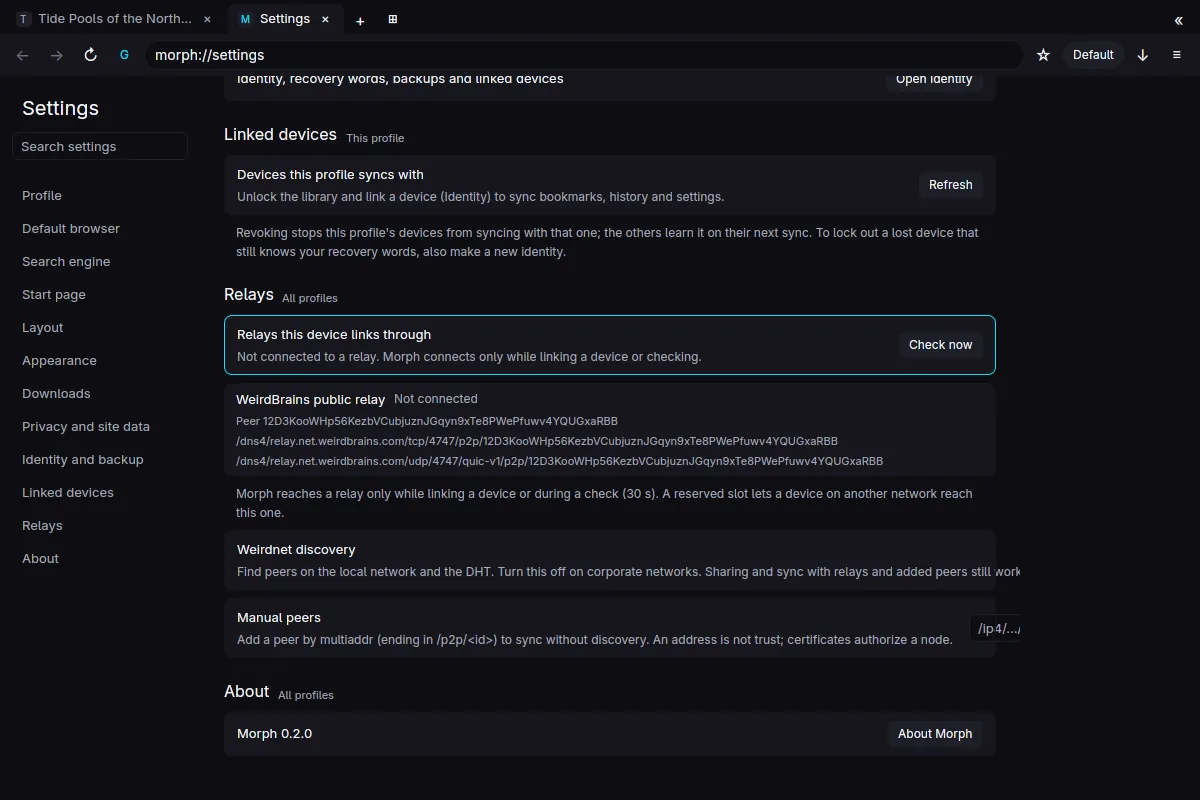 T Tide Pools of the North... ×
M Settings ×
G morph://settings
Default
Identity, recovery words, backups and linked devices
Open Identity
Settings
Search settings
Profile
Default browser
Search engine
Start page
Layout
Appearance
Downloads
Privacy and site data
Identity and backup
Linked devices
Relays
About
Linked devices This profile
Devices this profile syncs with
Unlock the library and link a device (Identity) to sync bookmarks, history and settings.
Refresh
Revoking stops this profile's devices from syncing with that one; the others learn it on their next sync. To lock out a lost device that
still knows your recovery words, also make a new identity.
Relays All profiles
Relays this device links through
Not connected to a relay. Morph connects only while linking a device or checking.
Check now
WeirdBrains public relay Not connected
Peer 12D3KooWHp56KezbVCubjuznJGqyn9xTe8PWePfuwv4YQUGxaRBB
/dns4/relay.net.weirdbrains.com/tcp/4747/p2p/12D3KooWHp56KezbVCubjuznJGqyn9xTe8PWePfuwv4YQUGxaRBB
/dns4/relay.net.weirdbrains.com/udp/4747/quic-v1/p2p/12D3KooWHp56KezbVCubjuznJGqyn9xTe8PWePfuwv4YQUGxaRBB
Morph reaches a relay only while linking a device or during a check (30 s). A reserved slot lets a device on another network reach
this one.
Weirdnet discovery
Find peers on the local network and the DHT. Turn this off on corporate networks. Sharing and sync with relays and added peers still work
Manual peers
Add a peer by multiaddr (ending in /p2p/<id>) to sync without discovery. An address is not trust; certificates authorize a node.
/ip4/.../
About All profiles
Morph 0.2.0
About Morph